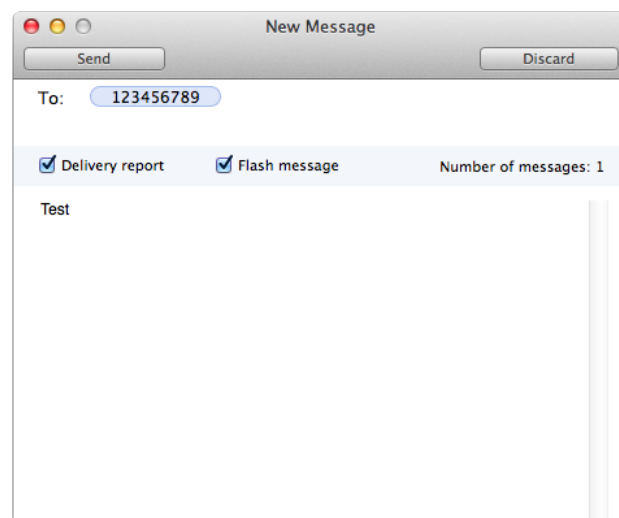 New Message
Send Discard
To: 123456789
Delivery report Flash message Number of messages: 1
Test